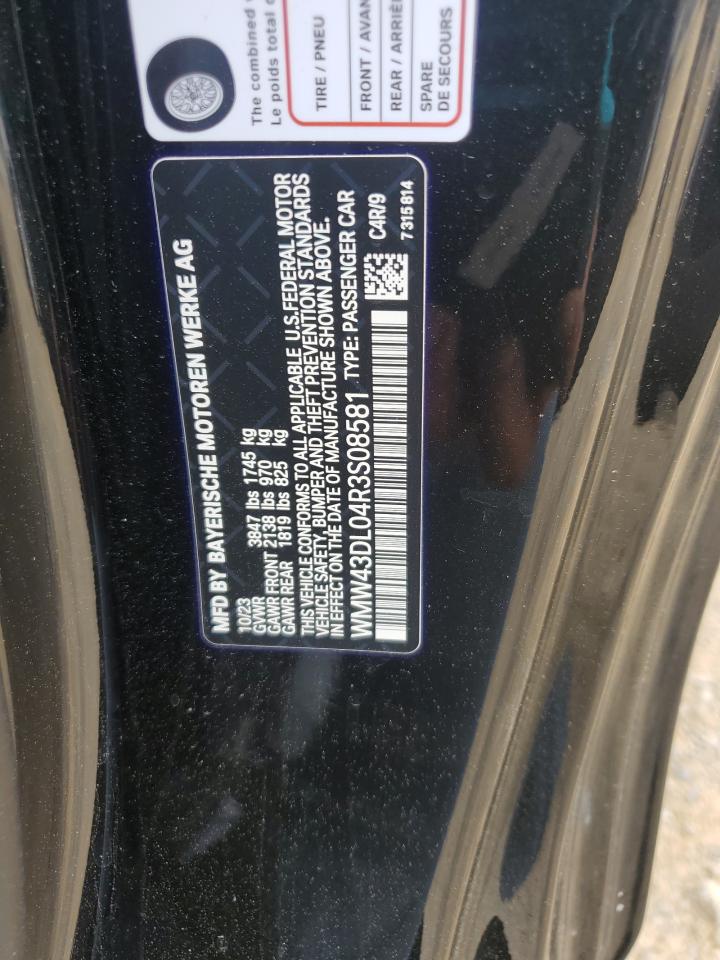 The combined
Le poids total
TIRE / PNEU
FRONT / AVAN
REAR / ARRIÈ
SPARE
DE SECOURS
MFD BY BAYERISCHE MOTOREN WERKE AG
10/23
GVWR 3847 lbs 1745 kg
GAWR FRONT 2138 lbs 970 kg
GAWR REAR 1819 lbs 825 kg
THIS VEHICLE CONFORMS TO ALL APPLICABLE U.S.FEDERAL MOTOR
VEHICLE SAFETY, BUMPER AND THEFT PREVENTION STANDARDS
IN EFFECT ON THE DATE OF MANUFACTURE SHOWN ABOVE.
WMW43DL04R3S08581 TYPE: PASSENGER CAR
C4R/9
7315814